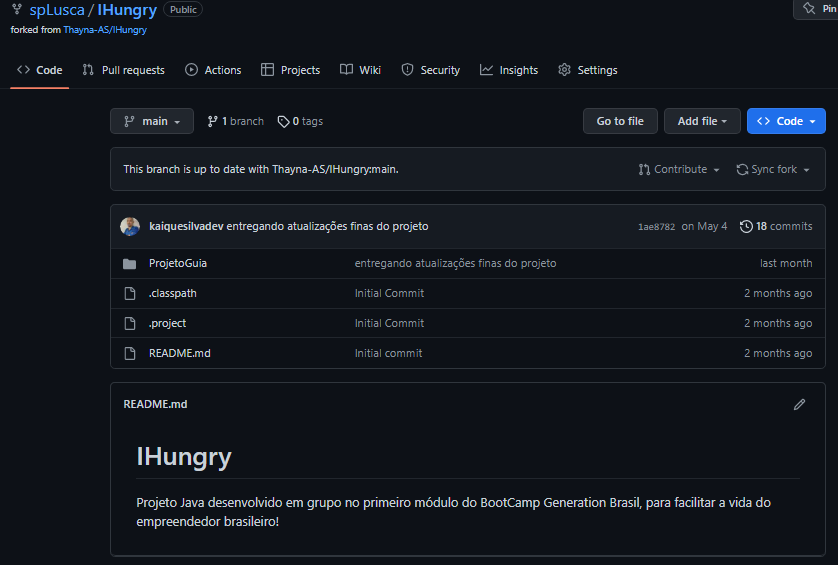 spLusca / IHungry Public
Pin
forked from Thayna-AS/IHungry
Code Pull requests Actions Projects Wiki Security Insights Settings
main 1 branch 0 tags Go to file Add file Code
This branch is up to date with Thayna-AS/IHungry:main. Contribute Sync fork
kaiquesilvadev entregando atualizações finas do projeto 1ae8782 on May 4 18 commits
ProjetoGuia entregando atualizações finas do projeto last month
.classpath Initial Commit 2 months ago
.project Initial Commit 2 months ago
README.md Initial commit 2 months ago
README.md
IHungry
Projeto Java desenvolvido em grupo no primeiro módulo do BootCamp Generation Brasil, para facilitar a vida do
empreendedor brasileiro!